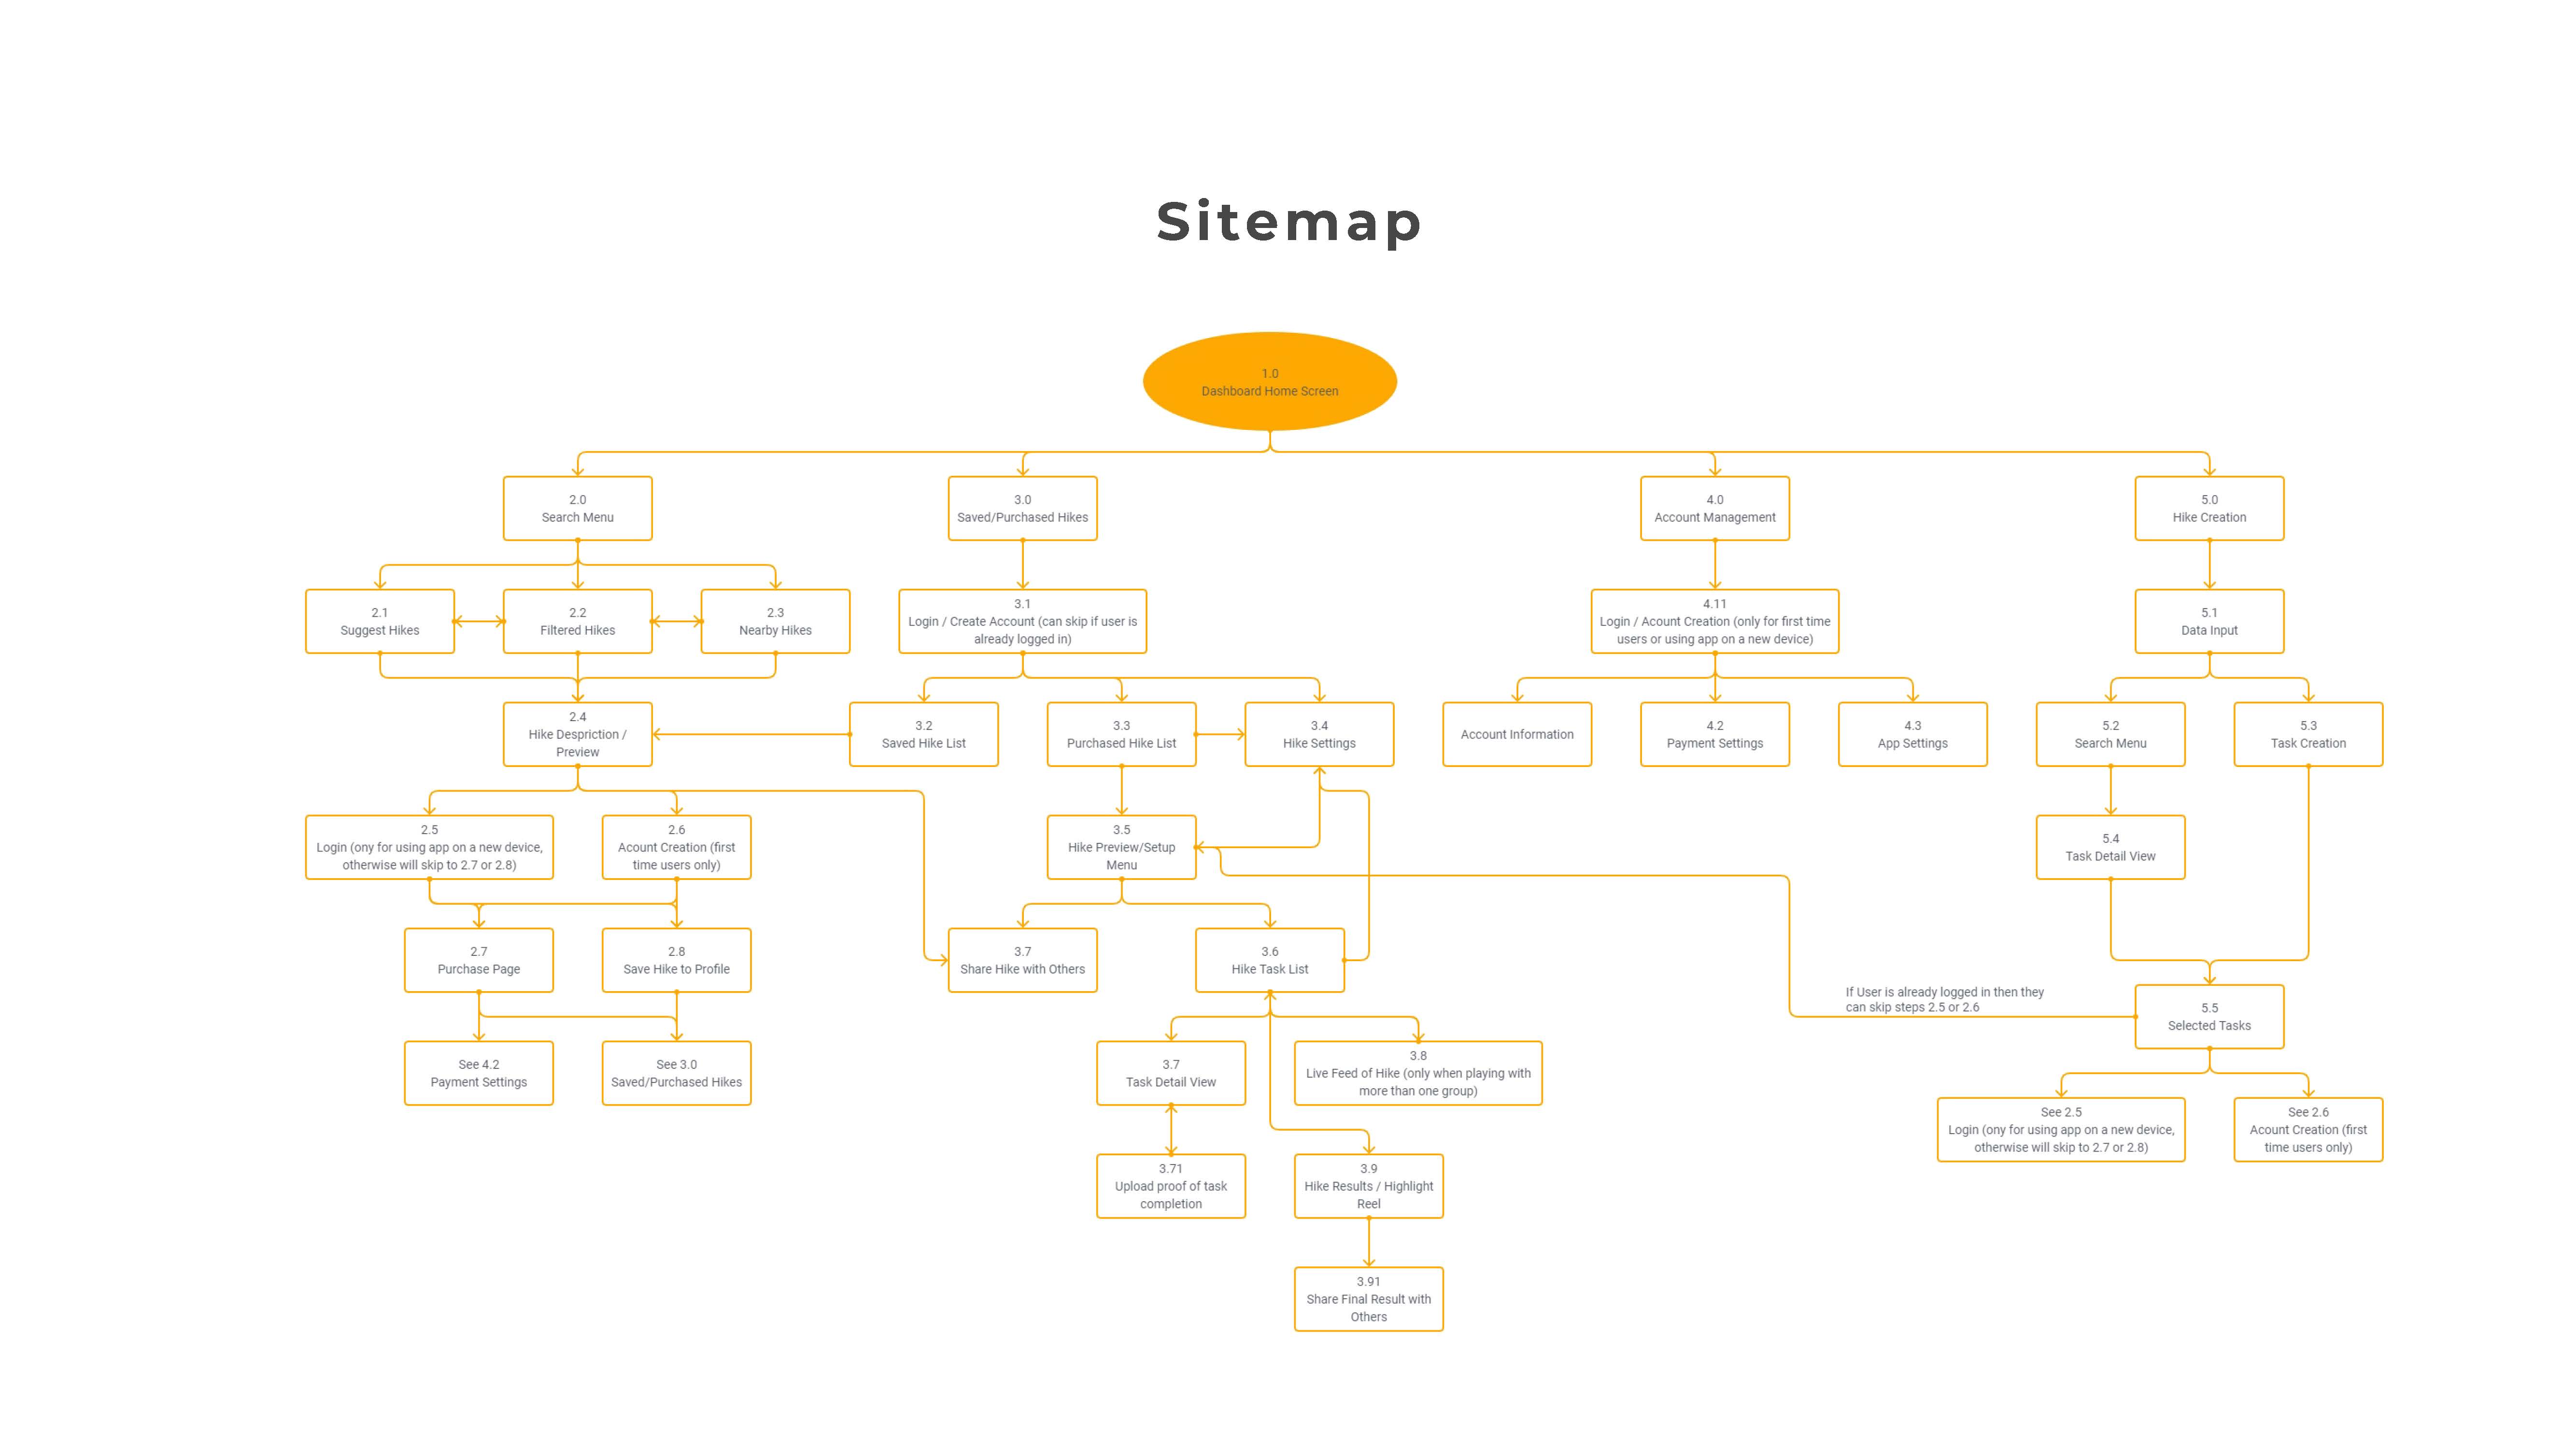 Sitemap
1.0
Dashboard Home Screen
2.0
Search Menu
3.0
Saved/Purchased Hikes
4.0
Account Management
5.0
Hike Creation
2.1
Suggest Hikes
2.2
Filtered Hikes
2.3
Nearby Hikes
3.1
Login / Create Account (can skip if user is
already logged in)
4.11
Login / Acount Creation (only for first time
users or using app on a new device)
5.1
Data Input
2.4
Hike Despription /
Preview
3.2
Saved Hike List
3.3
Purchased Hike List
3.4
Hike Settings
Account Information
4.2
Payment Settings
4.3
App Settings
5.2
Search Menu
5.3
Task Creation
2.5
Login (ony for using app on a new device,
otherwise will skip to 2.7 or 2.8)
2.6
Acount Creation (first
time users only)
3.5
Hike Preview/Setup
Menu
5.4
Task Detail View
2.7
Purchase Page
2.8
Save Hike to Profile
3.7
Share Hike with Others
3.6
Hike Task List
If User is already logged in then they
can skip steps 2.5 or 2.6
5.5
Selected Tasks
See 4.2
Payment Settings
See 3.0
Saved/Purchased Hikes
3.7
Task Detail View
3.8
Live Feed of Hike (only when playing with
more than one group)
See 2.5
Login (ony for using app on a new device,
otherwise will skip to 2.7 or 2.8)
See 2.6
Acount Creation (first
time users only)
3.71
Upload proof of task
completion
3.9
Hike Results / Highlight
Reel
3.91
Share Final Result with
Others